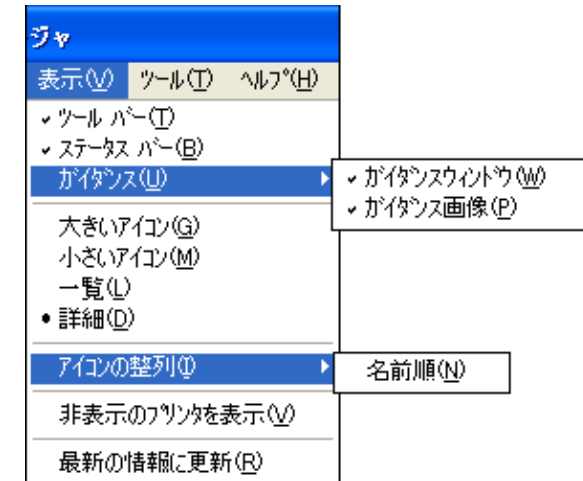 ジャ
表示(V) ツール(T) ヘルプ(H)
ツール バー(T)
ステータス バー(B)
ガイダンス(U)
ガイダンスウィンドウ(W)
ガイダンス画像(P)
大きいアイコン(G)
小さいアイコン(M)
一覧(L)
詳細(D)
アイコンの整列(I)
名前順(N)
非表示のプリンタを表示(V)
最新の情報に更新(R)